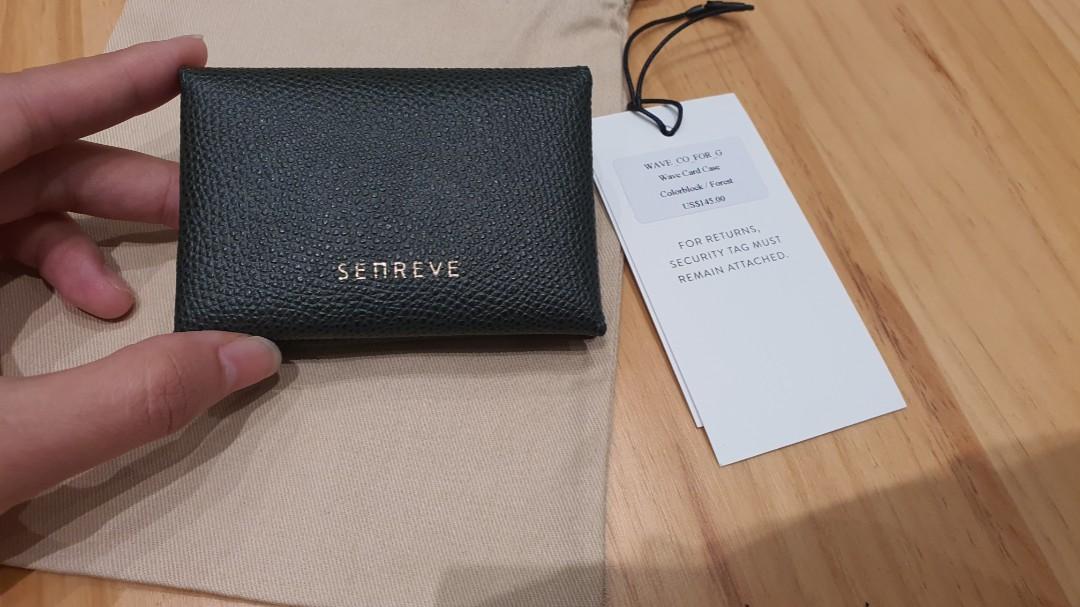 SENREVE
WAVE_CO_FOR_G
Wave Card Case
Colorblock / Forest
US$145.00
FOR RETURNS,
SECURITY TAG MUST
REMAIN ATTACHED.